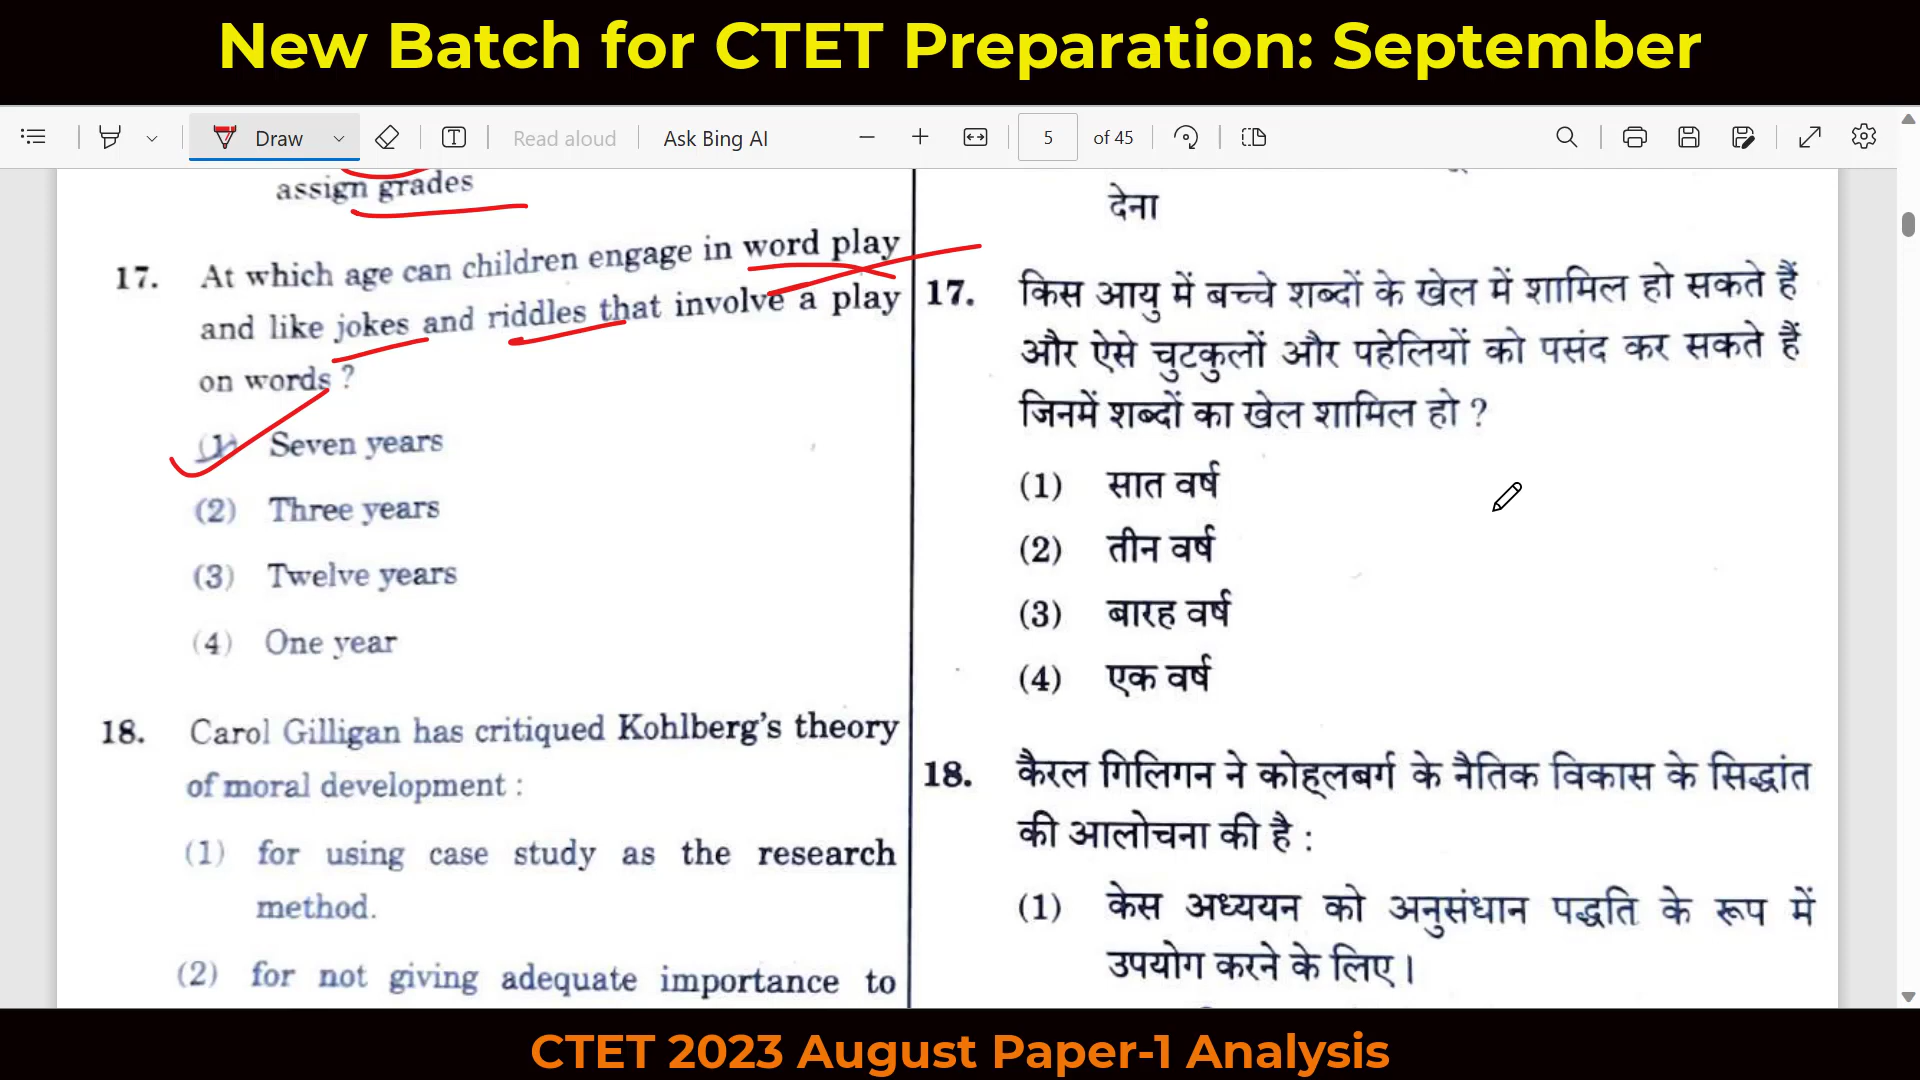 New Batch for CTET Preparation: September
Draw
Read aloud
Ask Bing AI
5
of 45
assign grades
17. At which age can children engage in word play
and like jokes and riddles that involve a play
on words ?
(1) Seven years
(2) Three years
(3) Twelve years
(4) One year
18. Carol Gilligan has critiqued Kohlberg's theory
of moral development :
(1) for using case study as the research
method.
(2) for not giving adequate importance to
देना
17. किस आयु में बच्चे शब्दों के खेल में शामिल हो सकते हैं
और ऐसे चुटकुलों और पहेलियों को पसंद कर सकते हैं
जिनमें शब्दों का खेल शामिल हो ?
(1) सात वर्ष
(2) तीन वर्ष
(3) बारह वर्ष
(4) एक वर्ष
18. कैरल गिलिगन ने कोह्लबर्ग के नैतिक विकास के सिद्धांत
की आलोचना की है :
(1) केस अध्ययन को अनुसंधान पद्धति के रूप में
उपयोग करने के लिए।
CTET 2023 August Paper-1 Analysis